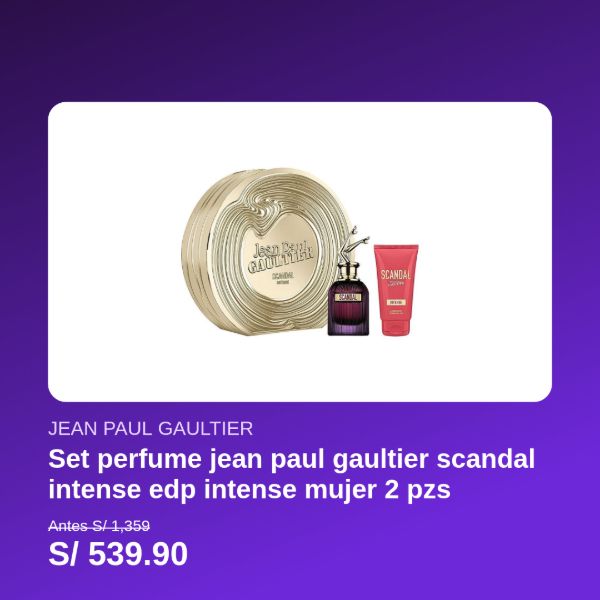 Jean Paul
GAULTIER
SCANDAL
SCANDAL
SCANDAL
JEAN PAUL GAULTIER
Set perfume jean paul gaultier scandal
intense edp intense mujer 2 pzs
Antes S/ 1,359
S/ 539.90